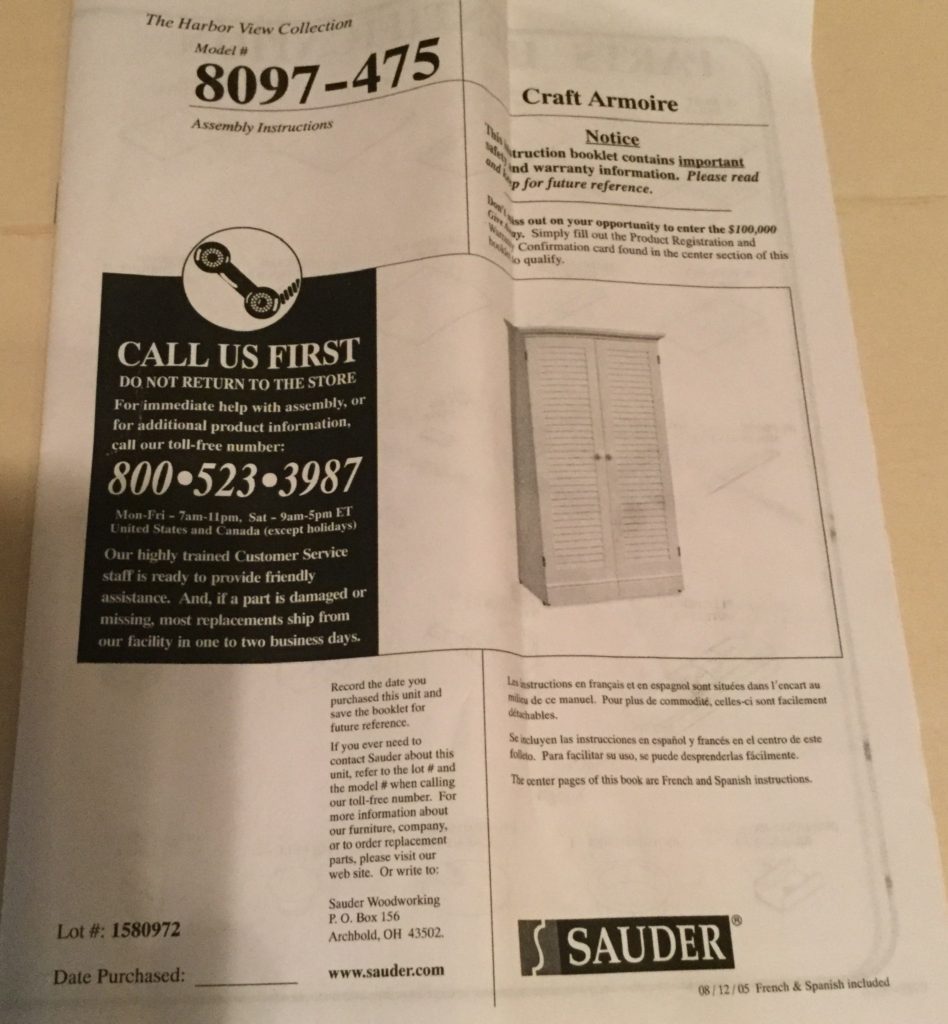 The Harbor View Collection
Model #
8097-475
Assembly Instructions
Craft Armoire
Notice
This truction booklet contains important
safety nd warranty information. Please read
and p for future reference.
Don't iss out on your opportunity to enter the $100,000
Give ay. Simply fill out the Product Registration and
Confirmation card found in the center section of this
to qualify.
CALL US FIRST
DO NOT RETURN TO THE STORE
For immediate help with assembly, or
for additional product information,
call our toll-free number:
800•523•3987
Mon-Fri – 7am-11pm, Sat – 9am-5pm ET
United States and Canada (except holidays)
Our highly trained Customer Service
staff is ready to provide friendly
assistance. And, if a part is damaged or
missing, most replacements ship from
our facility in one to two business days.
Record the date you
purchased this unit and
save the booklet for
future reference.
If you ever need to
contact Sauder about this
unit, refer to the lot # and
the model # when calling
our toll-free number. For
more information about
our furniture, company,
or to order replacement
parts, please visit our
web site. Or write to:
Sauder Woodworking
P. O. Box 156
Archbold, OH 43502.
www.sauder.com
Lot #: 1580972
Date Purchased:
Les instructions en français et en espagnol sont situées dans l'encart au
milieu de ce manuel. Pour plus de commodité, celles-ci sont facilement
détachables.
Se incluyen las instrucciones en español y francés en el centro de este
folleto. Para facilitar su uso, se puede desprenderlas fácilmente.
The center pages of this book are French and Spanish instructions.
SAUDER®
08/12/05 French & Spanish included